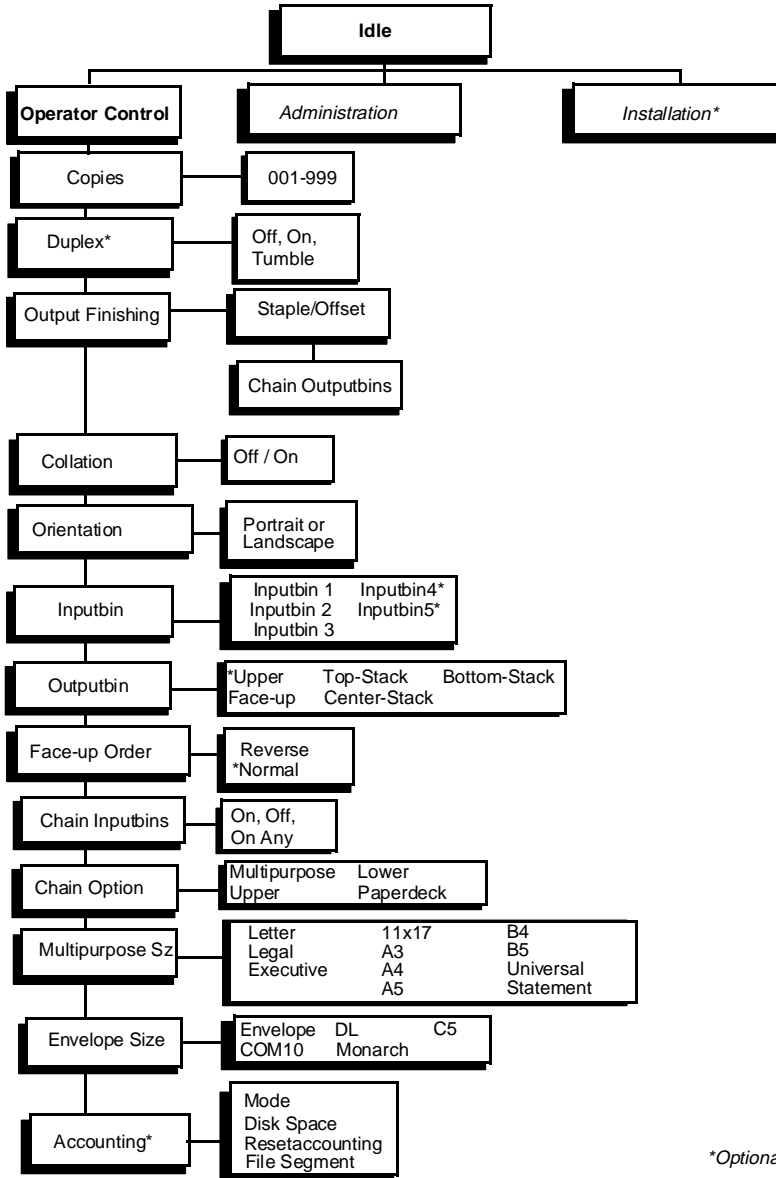 Idle
Operator Control
Administration
Installation*
Copies
001-999
Duplex*
Off, On,
Tumble
Output Finishing
Staple/Offset
Chain Outputbins
Collation
Off / On
Orientation
Portrait or
Landscape
Inputbin
Inputbin 1 Inputbin4*
Inputbin 2 Inputbin5*
Inputbin 3
Outputbin
*Upper Top-Stack Bottom-Stack
Face-up Center-Stack
Face-up Order
Reverse
*Normal
Chain Inputbins
On, Off,
On Any
Chain Option
Multipurpose Lower
Upper Paperdeck
Multipurpose Sz
Letter 11x17 B4
Legal A3 B5
Executive A4 Universal
A5 Statement
Envelope Size
Envelope DL C5
COM10 Monarch
Accounting*
Mode
Disk Space
Resetaccounting
File Segment
*Optiona